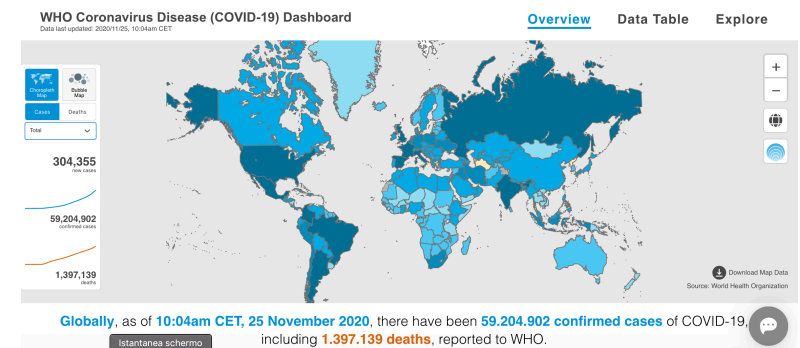 WHO Coronavirus Disease (COVID-19) Dashboard
Data last updated: 2020/11/25, 10:04am CET
Overview Data Table Explore
Choropleth Map
Bubble Map
Cases Deaths
Total
304,355
new cases
59,204,902
confirmed cases
1,397,139
deaths
+
−
Download Map Data
Source: World Health Organization
Globally, as of 10:04am CET, 25 November 2020, there have been 59.204.902 confirmed cases of COVID-19,
including 1.397.139 deaths, reported to WHO.
Istantanea schermo